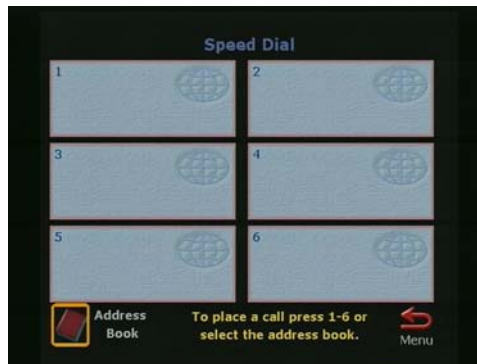 Speed Dial
1
2
3
4
5
6
Address
Book
To place a call press 1-6 or
select the address book.
Menu